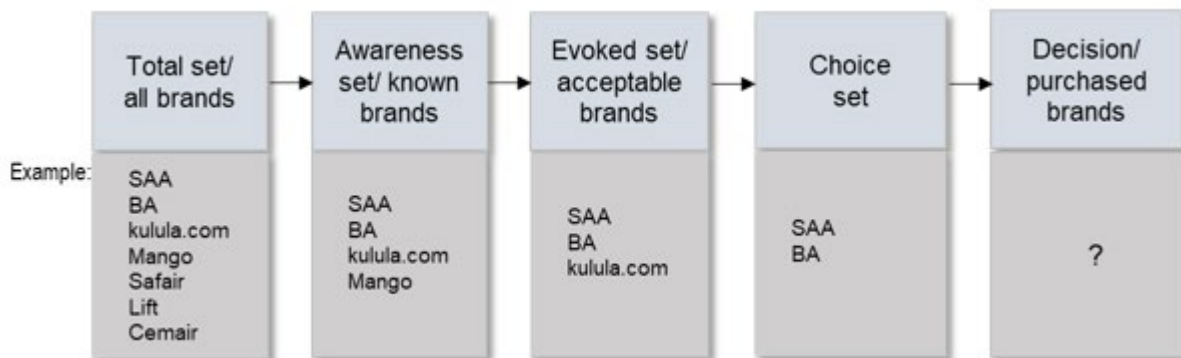 Total set/
all brands
Awareness
set/ known
brands
Evoked set/
acceptable
brands
Choice
set
Decision/
purchased
brands
Example:
SAA
BA
kulula.com
Mango
Safair
Lift
Cemair
SAA
BA
kulula.com
Mango
SAA
BA
kulula.com
SAA
BA
?